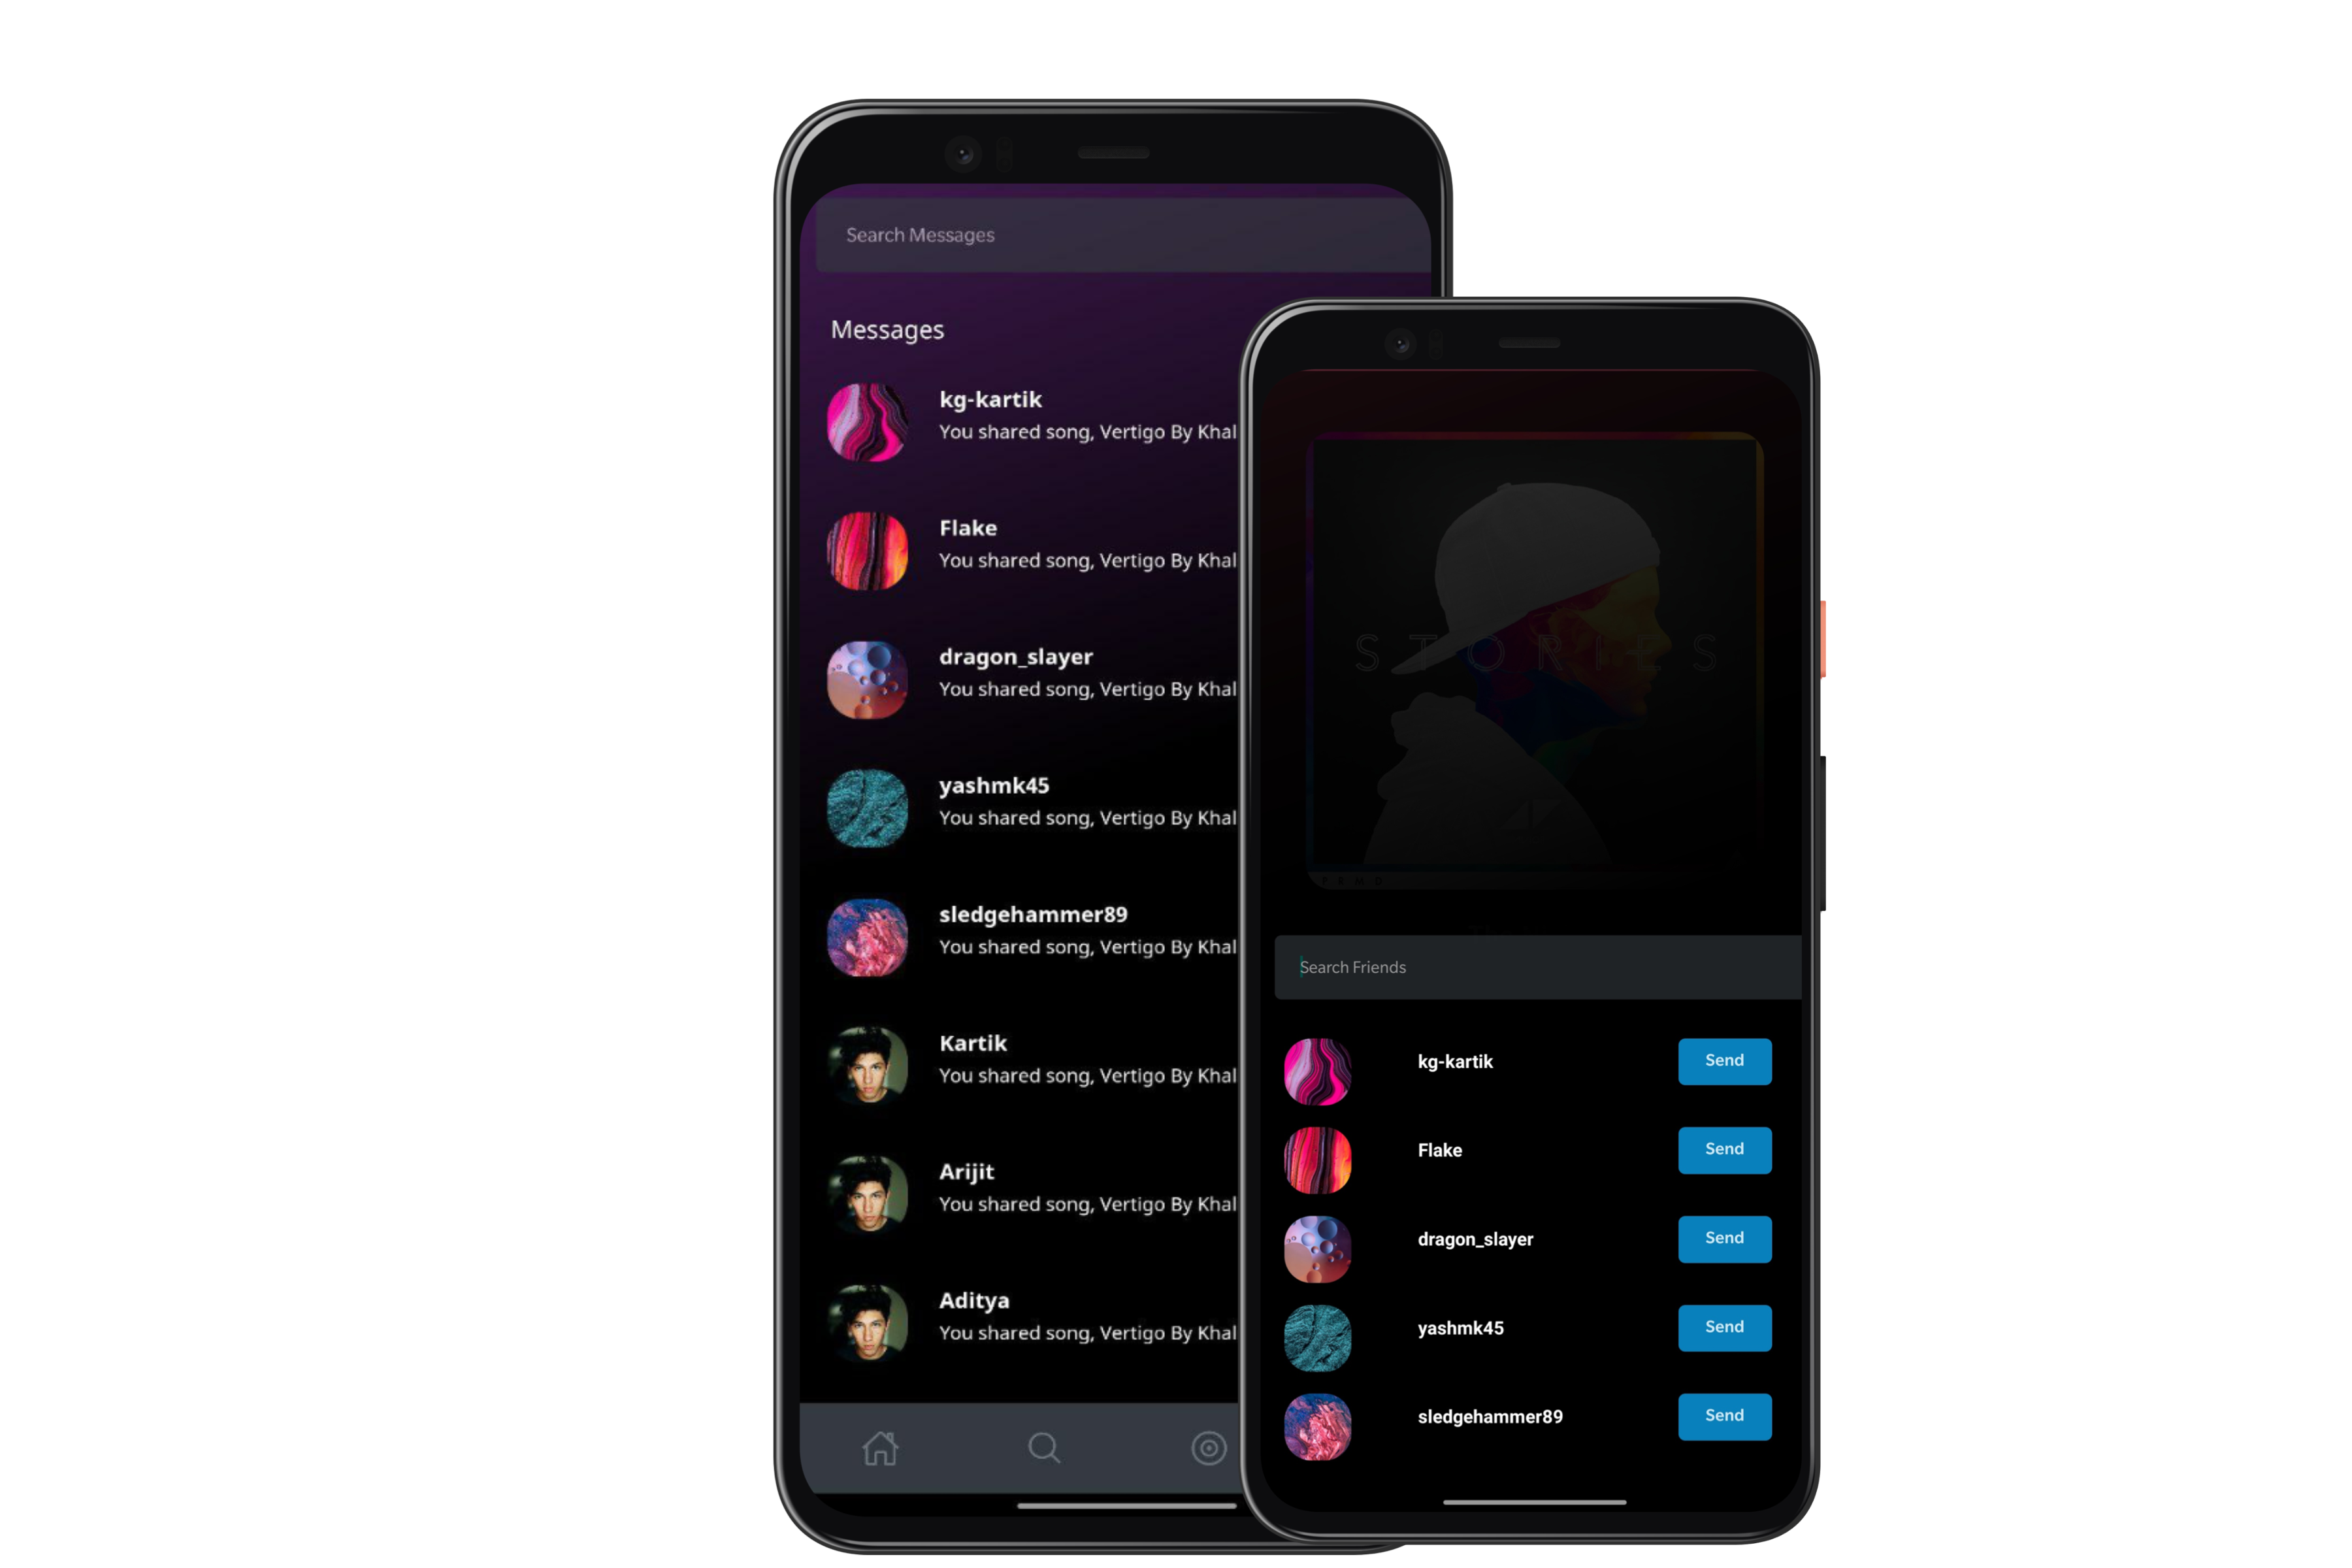 Search Messages
Messages
kg-kartik
You shared song, Vertigo By Khal
Flake
You shared song, Vertigo By Khal
dragon_slayer
You shared song, Vertigo By Khal
yashmk45
You shared song, Vertigo By Khal
sledgehammer89
You shared song, Vertigo By Khal
Kartik
You shared song, Vertigo By Khal
Arijit
You shared song, Vertigo By Khal
Aditya
You shared song, Vertigo By Khal
STORIES
Search Friends
kg-kartik Send
Flake Send
dragon_slayer Send
yashmk45 Send
sledgehammer89 Send